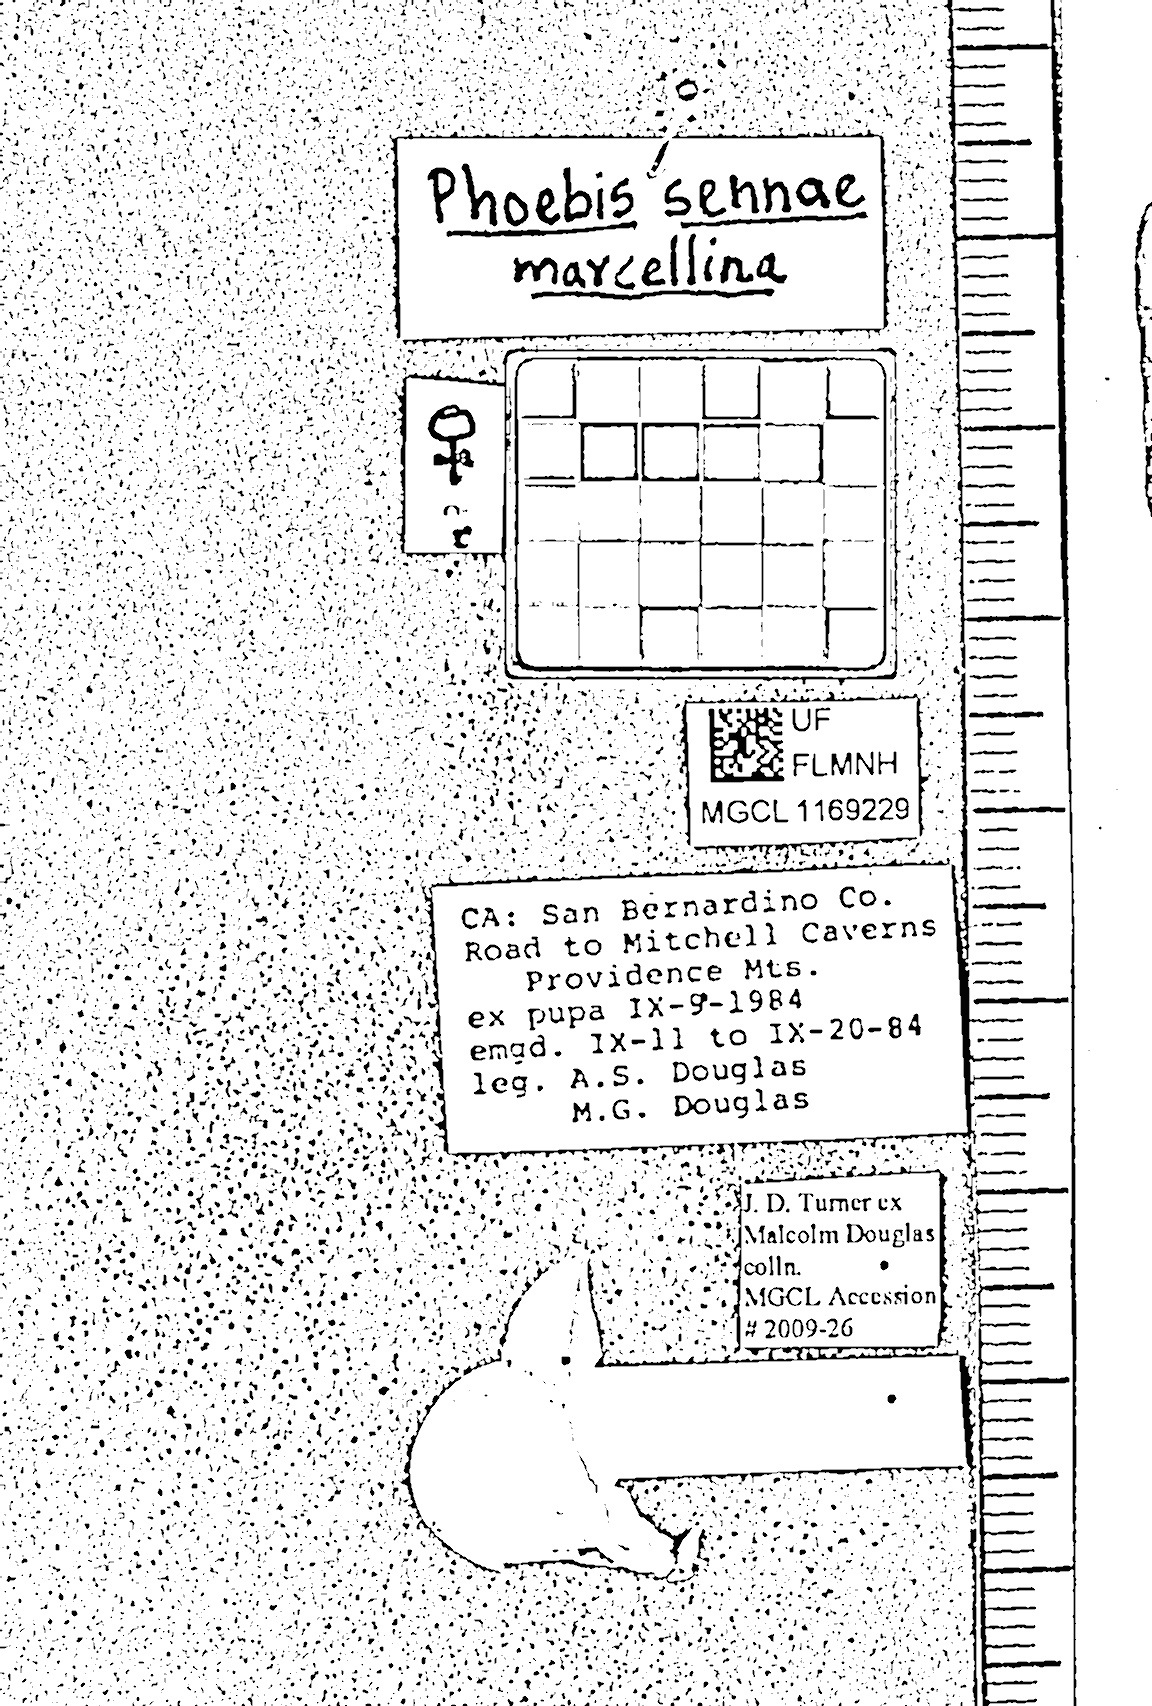 Phoebis sennae
marcellina
♀
UF
FLMNH
MGCL 1169229
CA: San Bernardino Co.
Road to Mitchell Caverns
Providence Mts.
ex pupa IX-9-1984
emgd. IX-11 to IX-20-84
leg. A.S. Douglas
M.G. Douglas
J. D. Turner ex
Malcolm Douglas
colln.
MGCL Accession
# 2009-26